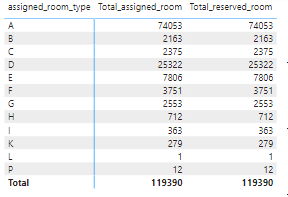 assigned_room_type Total_assigned_room Total_reserved_room
A 74053 74053
B 2163 2163
C 2375 2375
D 25322 25322
E 7806 7806
F 3751 3751
G 2553 2553
H 712 712
I 363 363
K 279 279
L 1 1
P 12 12
Total 119390 119390